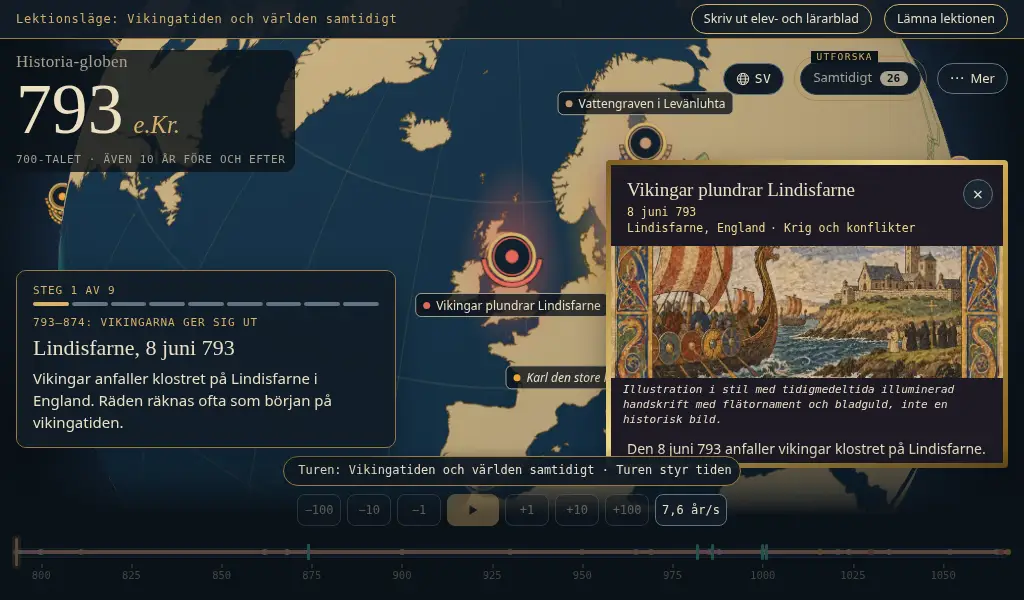 Lektionsläge: Vikingatiden och världen samtidigt
Skriv ut elev- och lärarblad
Lämna lektionen
Historia-globen
793 e.Kr.
700-TALET · ÄVEN 10 ÅR FÖRE OCH EFTER
UTFORSKA
SV
Samtidigt 26
··· Mer
Vattengraven i Levänluhta
Vikingar plundrar Lindisfarne
8 juni 793
Lindisfarne, England · Krig och konflikter
Illustration i stil med tidigmedeltida illuminerad
handskrift med flätornament och bladguld, inte en
historisk bild.
Den 8 juni 793 anfaller vikingar klostret på Lindisfarne.
Vikingar plundrar Lindisfarne
Karl den store
STEG 1 AV 9
793–874: VIKINGARNA GER SIG UT
Lindisfarne, 8 juni 793
Vikingar anfaller klostret på Lindisfarne i
England. Räden räknas ofta som början på
vikingatiden.
Turen: Vikingatiden och världen samtidigt · Turen styr tiden
−100 −10 −1 +1 +10 +100 7,6 år/s
800 825 850 875 900 925 950 975 1000 1025 1050